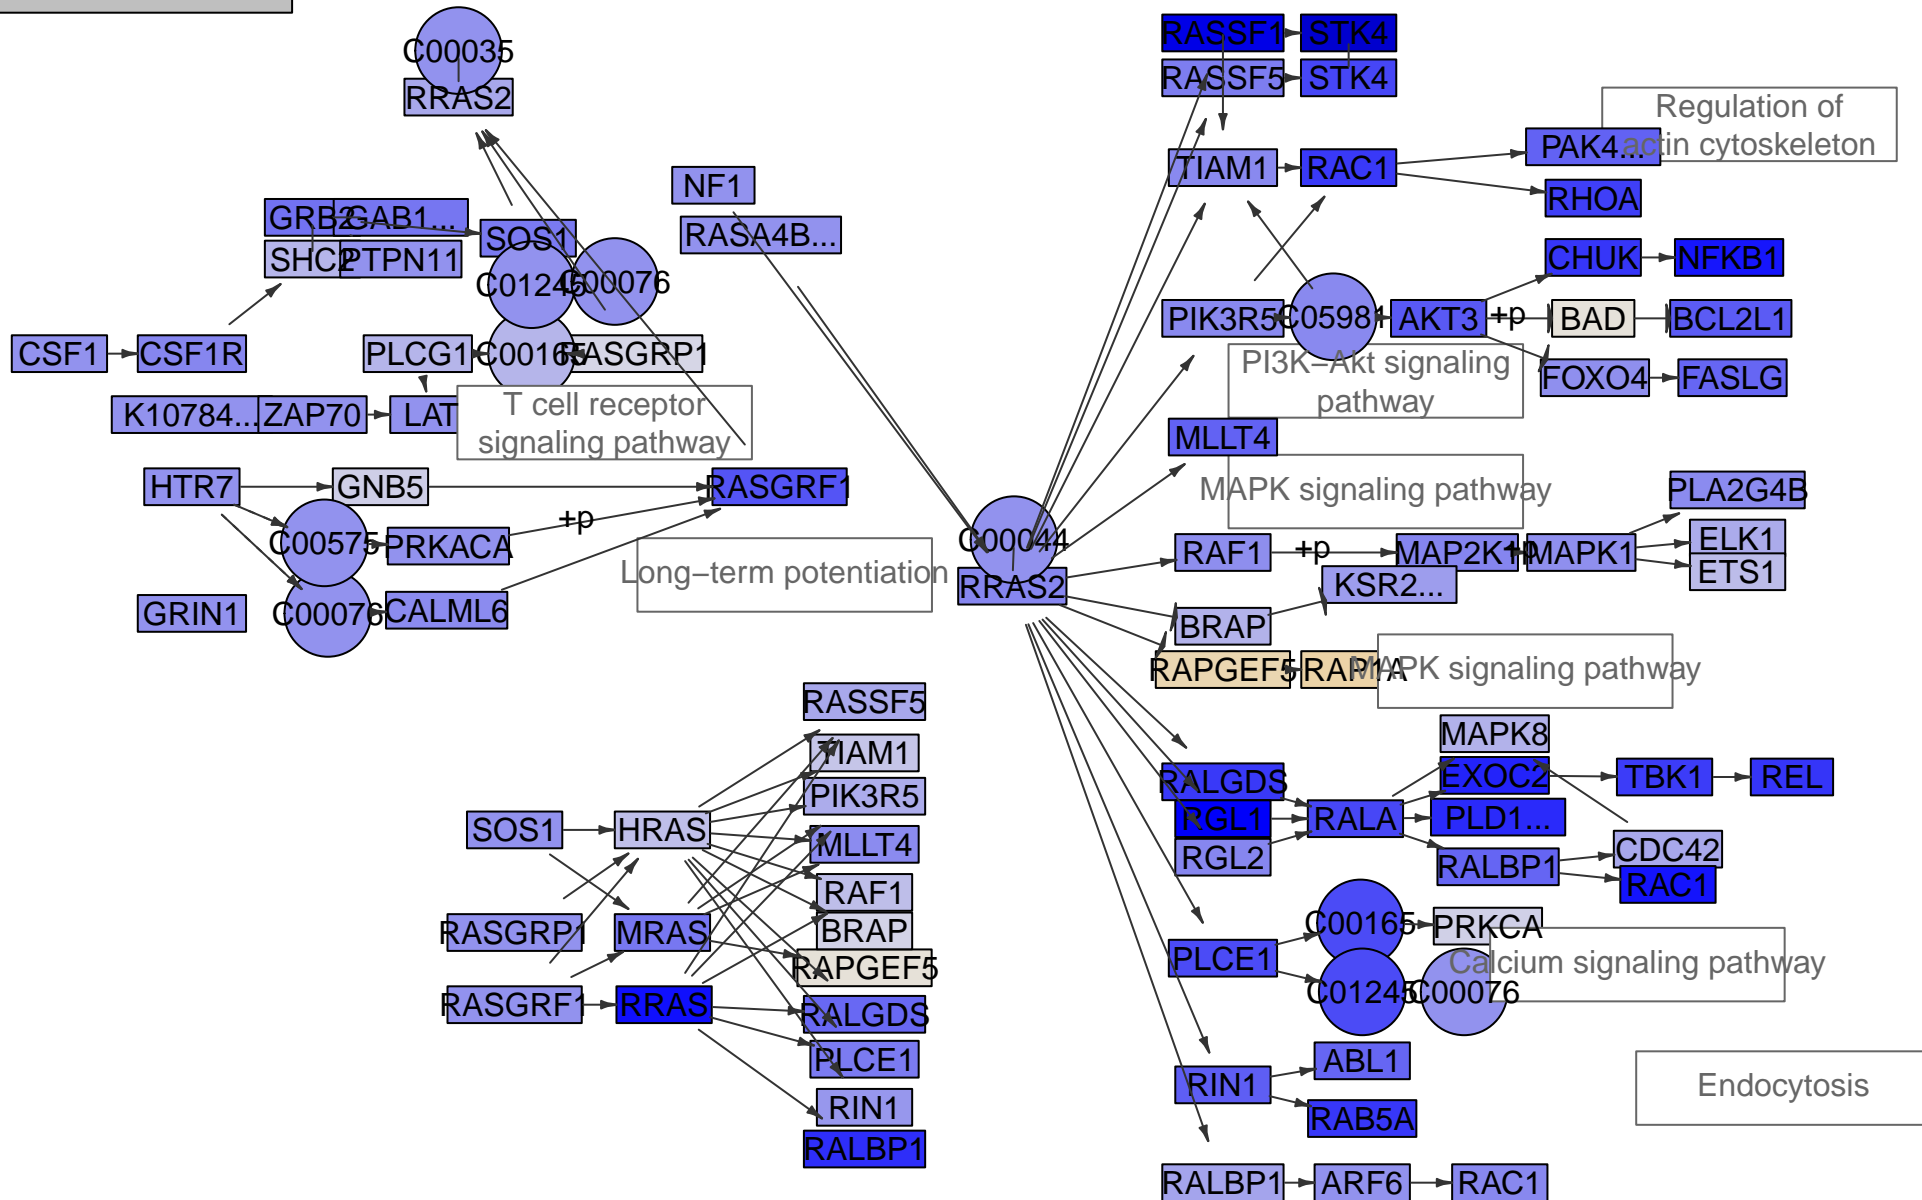 C00035
RRAS2
NF1
RASA4B...
GRB2
GAB1...
SOS1
SHC2
PTPN11
C01245
C00076
CSF1
CSF1R
PLCG1
C00165
RASGRP1
K10784...
ZAP70
LAT
T cell receptor
signaling pathway
HTR7
GNB5
RASGRF1
C00575
PRKACA
+p
GRIN1
C00076
CALML6
Long−term potentiation
C00044
RRAS2
RASSF5
TIAM1
PIK3R5
SOS1
HRAS
MLLT4
RAF1
RASGRP1
MRAS
BRAP
RAPGEF5
RASGRF1
RRAS
RALGDS
PLCE1
RIN1
RALBP1
RASSF1
STK4
RASSF5
STK4
Regulation of
actin cytoskeleton
PAK4...
TIAM1
RAC1
RHOA
CHUK
NFKB1
PIK3R5
C05981
AKT3
+p
BAD
BCL2L1
PI3K−Akt signaling
pathway
FOXO4
FASLG
MLLT4
MAPK signaling pathway
PLA2G4B
RAF1
+p
MAP2K1
+p
MAPK1
ELK1
ETS1
KSR2...
BRAP
RAPGEF5
RAP1A
MAPK signaling pathway
MAPK8
RALGDS
EXOC2
TBK1
REL
RGL1
RALA
PLD1...
RGL2
RALBP1
CDC42
RAC1
C00165
PRKCA
PLCE1
Calcium signaling pathway
C01245
C00076
ABL1
RIN1
RAB5A
Endocytosis
RALBP1
ARF6
RAC1